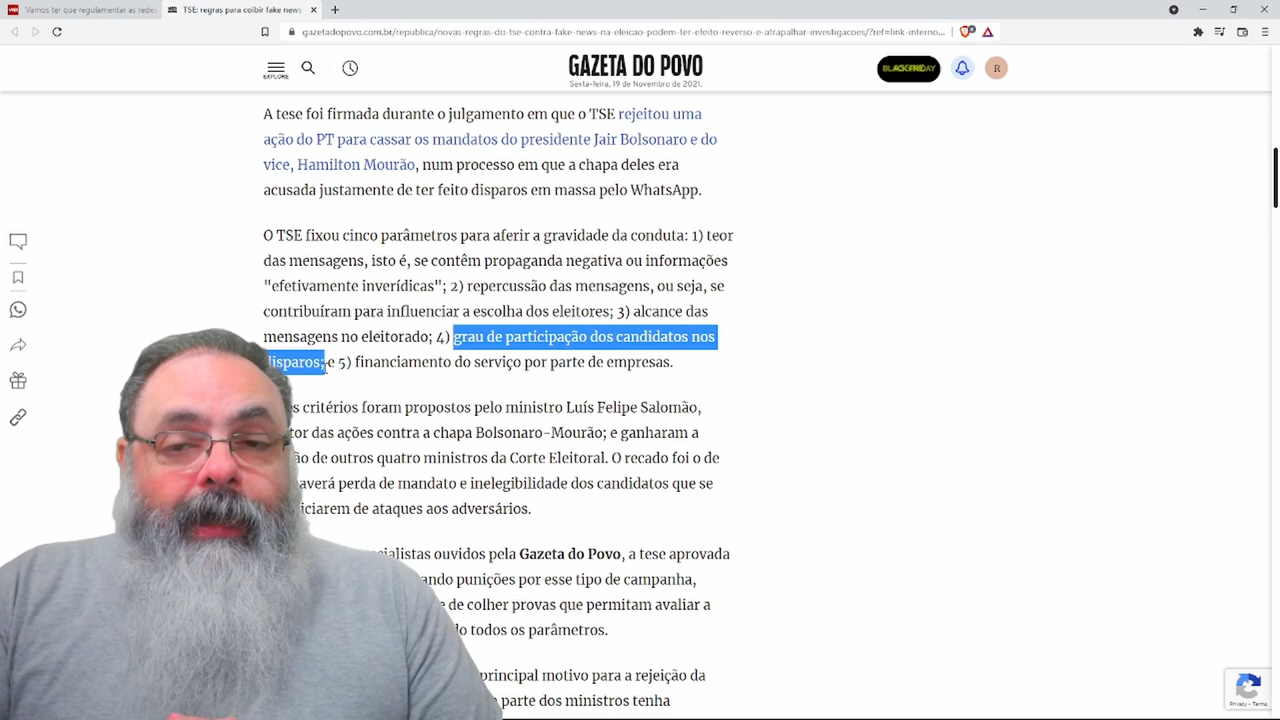 Vamos ter que regulamentar as redes
TSE: regras para coibir fake news
gazetadopovo.com.br/republica/novas-regras-do-tse-contra-fake-news-na-eleicao-podem-ter-efeito-reverso-e-atrapalhar-investigacoes/?ref=link-interno...
EXPLORE
GAZETA DO POVO
Sexta-feira, 19 de Novembro de 2021.
R
A tese foi firmada durante o julgamento em que o TSE rejeitou uma
ação do PT para cassar os mandatos do presidente Jair Bolsonaro e do
vice, Hamilton Mourão, num processo em que a chapa deles era
acusada justamente de ter feito disparos em massa pelo WhatsApp.
O TSE fixou cinco parâmetros para aferir a gravidade da conduta: 1) teor
das mensagens, isto é, se contêm propaganda negativa ou informações
"efetivamente inverídicas"; 2) repercussão das mensagens, ou seja, se
contribuíram para influenciar a escolha dos eleitores; 3) alcance das
mensagens no eleitorado; 4) grau de participação dos candidatos nos
disparos; e 5) financiamento do serviço por parte de empresas.
critérios foram propostos pelo ministro Luís Felipe Salomão,
das ações contra a chapa Bolsonaro-Mourão; e ganharam a
de outros quatro ministros da Corte Eleitoral. O recado foi o de
averá perda de mandato e inelegibilidade dos candidatos que se
iciarem de ataques aos adversários.
cialistas ouvidos pela Gazeta do Povo, a tese aprovada
ando punições por esse tipo de campanha,
de colher provas que permitam avaliar a
do todos os parâmetros.
principal motivo para a rejeição da
parte dos ministros tenha
Privacy - Terms